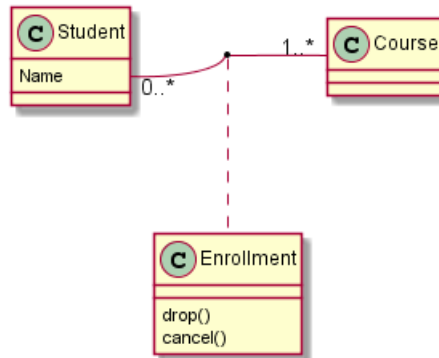 C Student
Name
0..*
1..*
C Course
C Enrollment
drop()
cancel()